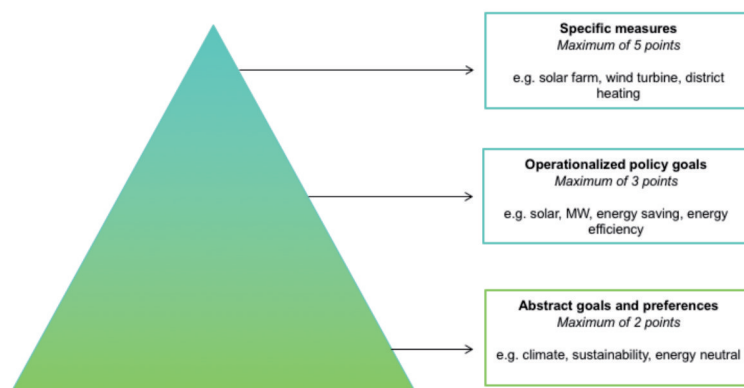 Specific measures
Maximum of 5 points
e.g. solar farm, wind turbine, district
heating
Operationalized policy goals
Maximum of 3 points
e.g. solar, MW, energy saving, energy
efficiency
Abstract goals and preferences
Maximum of 2 points
e.g. climate, sustainability, energy neutral